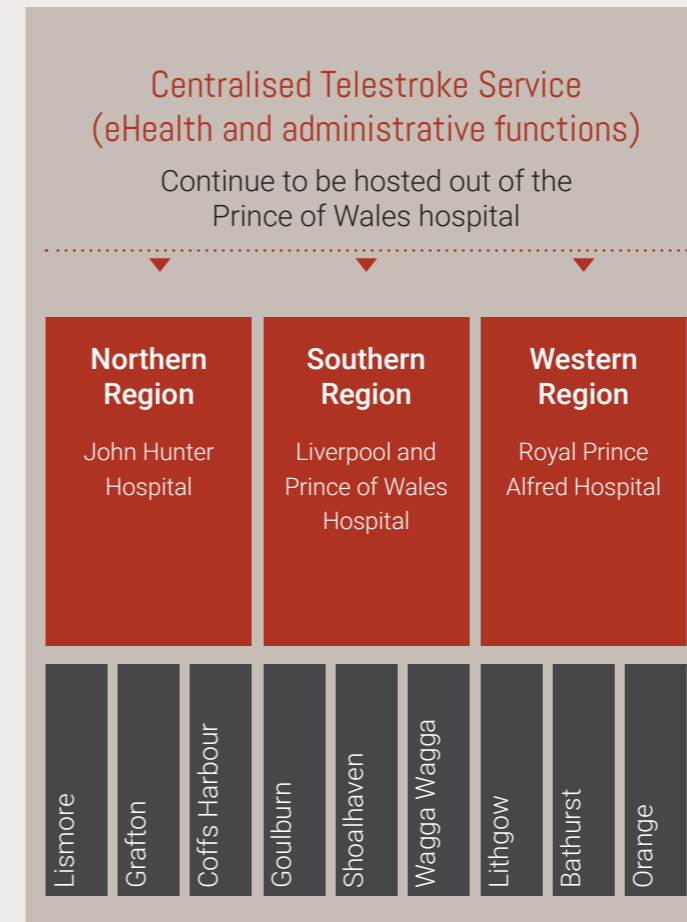 Centralised Telestroke Service
(eHealth and administrative functions)
Continue to be hosted out of the
Prince of Wales hospital
Northern
Region
John Hunter
Hospital
Southern
Region
Liverpool and
Prince of Wales
Hospital
Western
Region
Royal Prince
Alfred Hospital
Lismore
Grafton
Coffs Harbour
Goulburn
Shoalhaven
Wagga Wagga
Lithgow
Bathurst
Orange